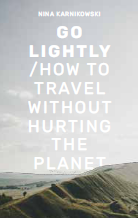 NINA KARNIKOWSKI
GO
LIGHTLY
/HOW TO
TRAVEL
WITHOUT
HURTING
THE
PLANET